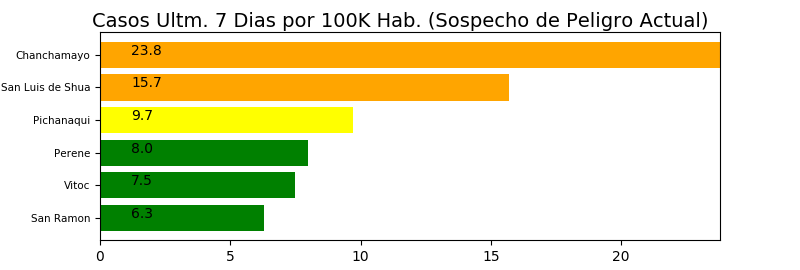 Casos Ultm. 7 Dias por 100K Hab. (Sospecho de Peligro Actual)
Chanchamayo 23.8
San Luis de Shua 15.7
Pichanaqui 9.7
Perene 8.0
Vitoc 7.5
San Ramon 6.3
0 5 10 15 20